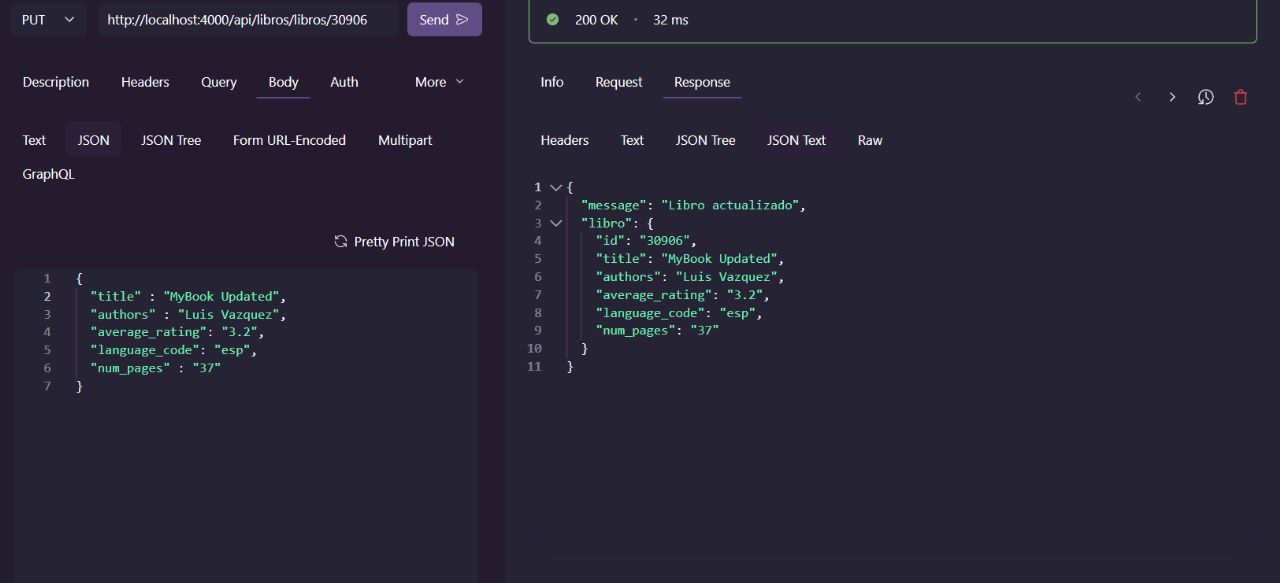 PUT
http://localhost:4000/api/libros/libros/30906
Send
Description
Headers
Query
Body
Auth
More
Text
JSON
JSON Tree
Form URL-Encoded
Multipart
GraphQL
Pretty Print JSON
1 {
2 "title" : "MyBook Updated",
3 "authors" : "Luis Vazquez",
4 "average_rating": "3.2",
5 "language_code": "esp",
6 "num_pages" : "37"
7 }
200 OK · 32 ms
Info
Request
Response
Headers
Text
JSON Tree
JSON Text
Raw
1 {
2 "message": "Libro actualizado",
3 "libro": {
4 "id": "30906",
5 "title": "MyBook Updated",
6 "authors": "Luis Vazquez",
7 "average_rating": "3.2",
8 "language_code": "esp",
9 "num_pages": "37"
10 }
11 }